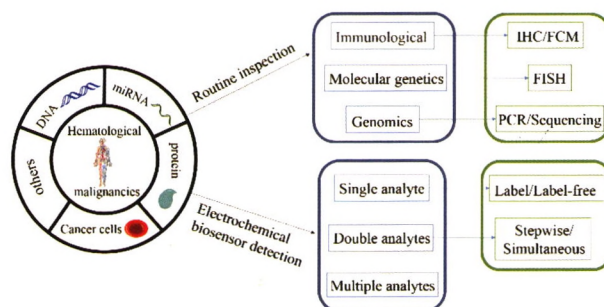 DNA
miRNA
Hematological
malignancies
protein
others
Cancer cells
Routine inspection
Electrochemical
biosensor detection
Immunological
Molecular genetics
Genomics
IHC/FCM
FISH
PCR/Sequencing
Single analyte
Double analytes
Multiple analytes
Label/Label-free
Stepwise/
Simultaneous